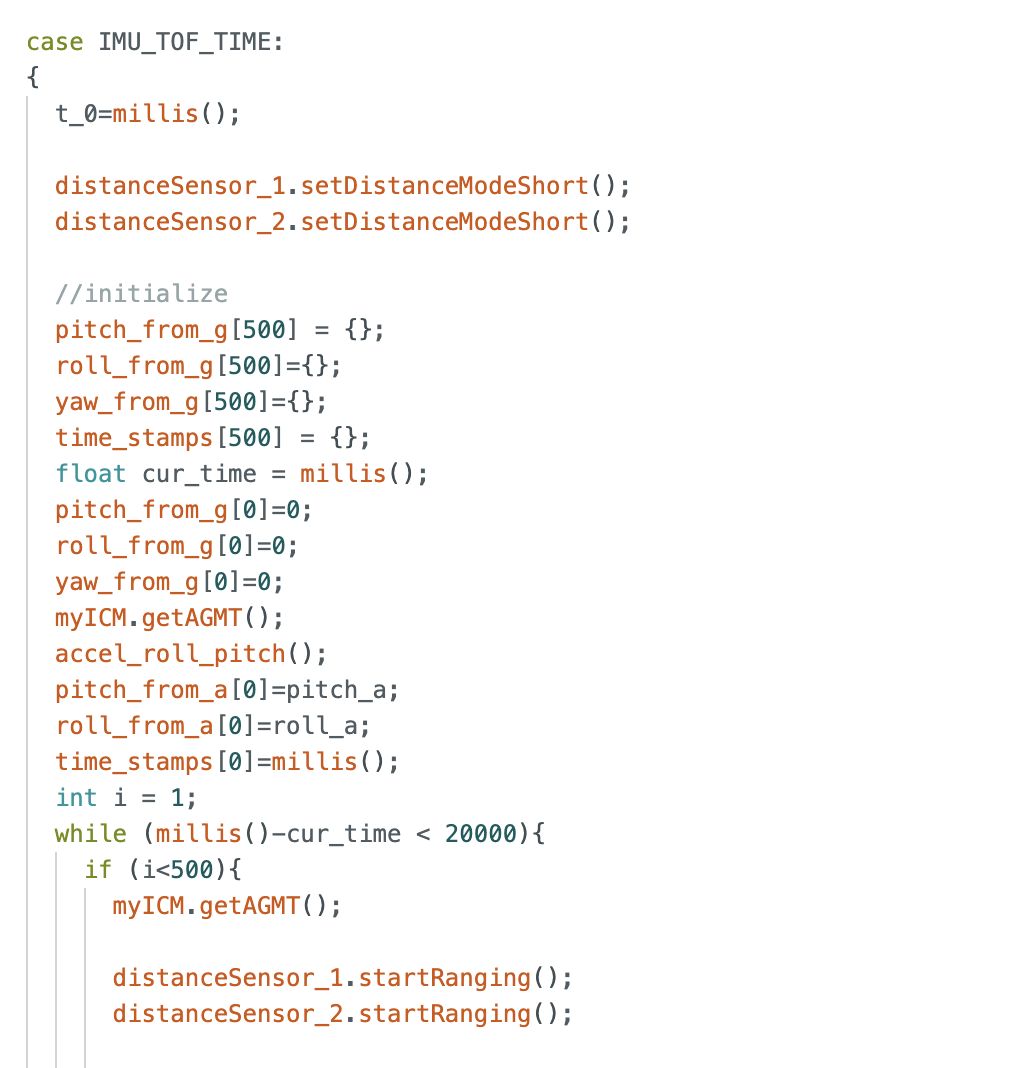 case IMU_TOF_TIME:
{
t_0=millis();
distanceSensor_1.setDistanceModeShort();
distanceSensor_2.setDistanceModeShort();
//initialize
pitch_from_g[500] = {};
roll_from_g[500]={};
yaw_from_g[500]={};
time_stamps[500] = {};
float cur_time = millis();
pitch_from_g[0]=0;
roll_from_g[0]=0;
yaw_from_g[0]=0;
myICM.getAGMT();
accel_roll_pitch();
pitch_from_a[0]=pitch_a;
roll_from_a[0]=roll_a;
time_stamps[0]=millis();
int i = 1;
while (millis()-cur_time < 20000){
if (i<500){
myICM.getAGMT();
distanceSensor_1.startRanging();
distanceSensor_2.startRanging();